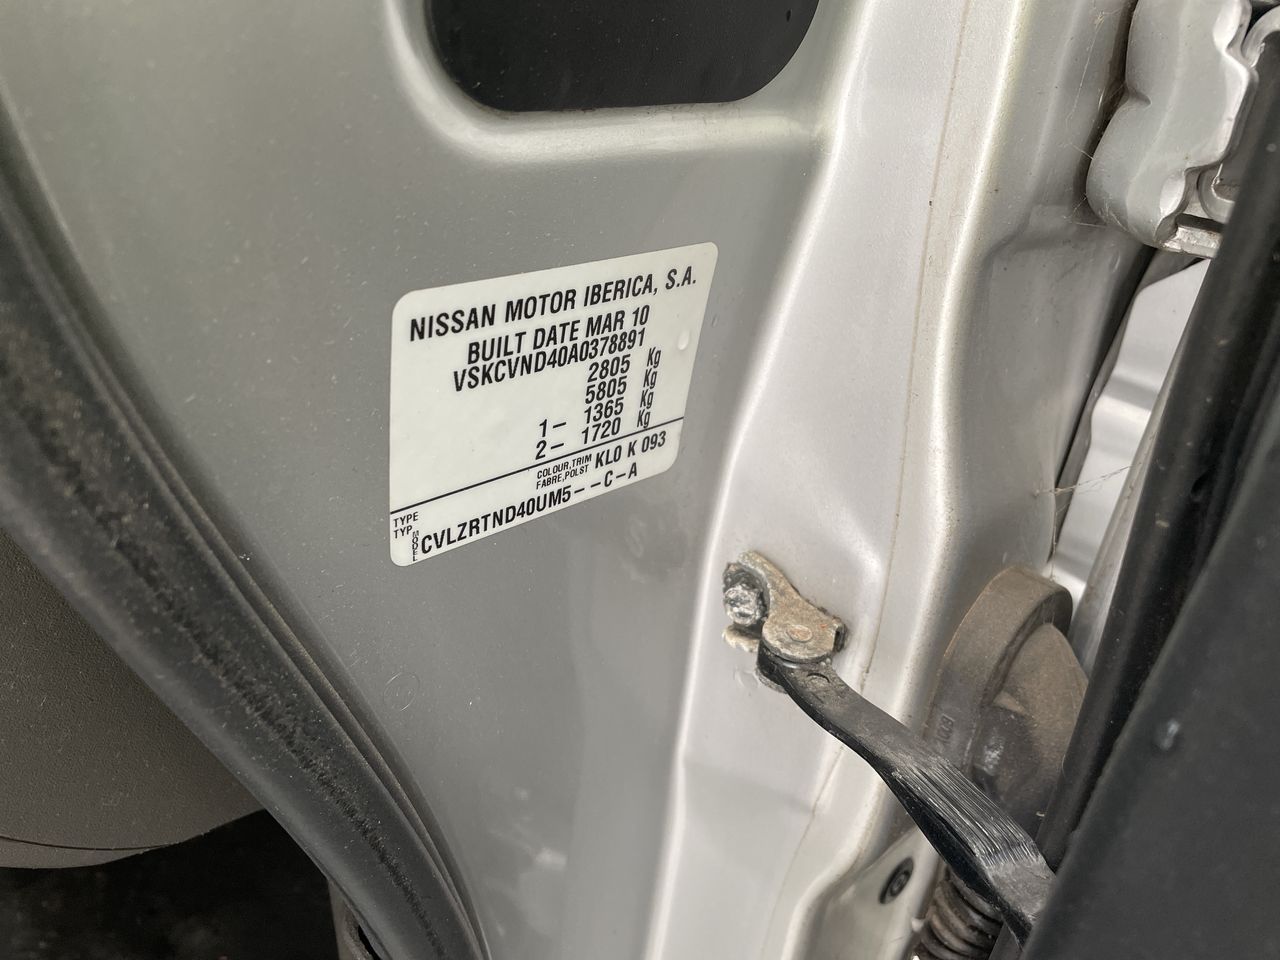 NISSAN MOTOR IBERICA, S.A.
BUILT DATE MAR 10
VSKCVND40A0378891
2805 Kg
5805 Kg
1- 1365 Kg
2- 1720 Kg
COLOUR,TRIM
FABRE,POLST KL0 K 093
TYPE
TYP
MODEL CVLZRTND40UM5--C-A